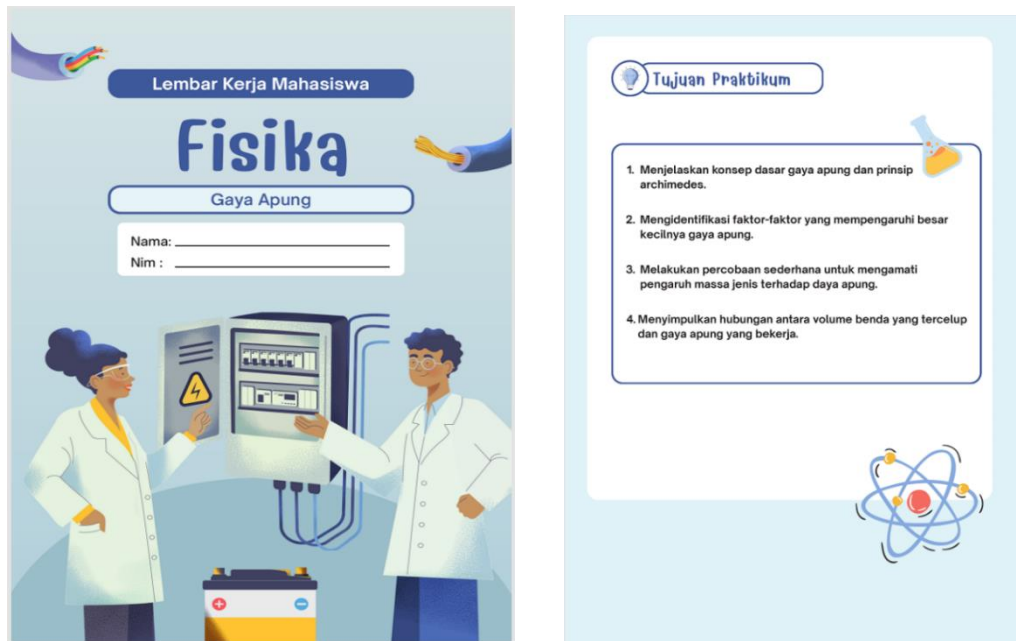 Lembar Kerja Mahasiswa
Fisika
Gaya Apung
Nama:
Nim :
Tujuan Praktikum
1. Menjelaskan konsep dasar gaya apung dan prinsip
archimedes.
2. Mengidentifikasi faktor-faktor yang mempengaruhi besar
kecilnya gaya apung.
3. Melakukan percobaan sederhana untuk mengamati
pengaruh massa jenis terhadap daya apung.
4. Menyimpulkan hubungan antara volume benda yang tercelup
dan gaya apung yang bekerja.